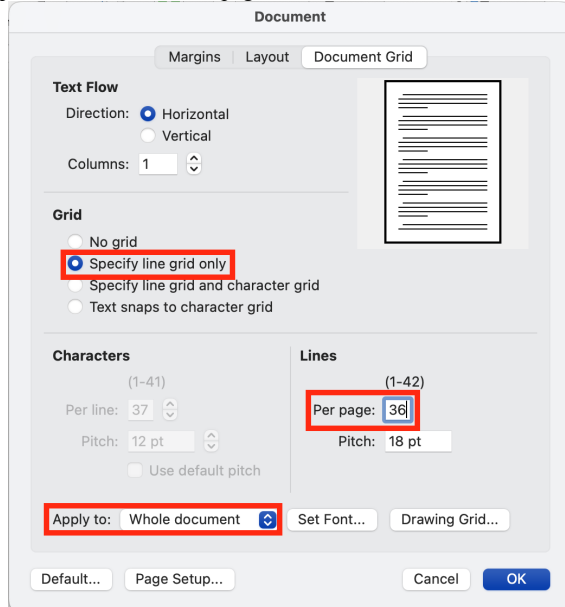 Document
Margins Layout Document Grid
Text Flow
Direction: Horizontal
Vertical
Columns: 1
Grid
No grid
Specify line grid only
Specify line grid and character grid
Text snaps to character grid
Characters
(1-41)
Per line: 37
Pitch: 12 pt
Use default pitch
Lines
(1-42)
Per page: 36
Pitch: 18 pt
Apply to: Whole document Set Font... Drawing Grid...
Default... Page Setup... Cancel OK